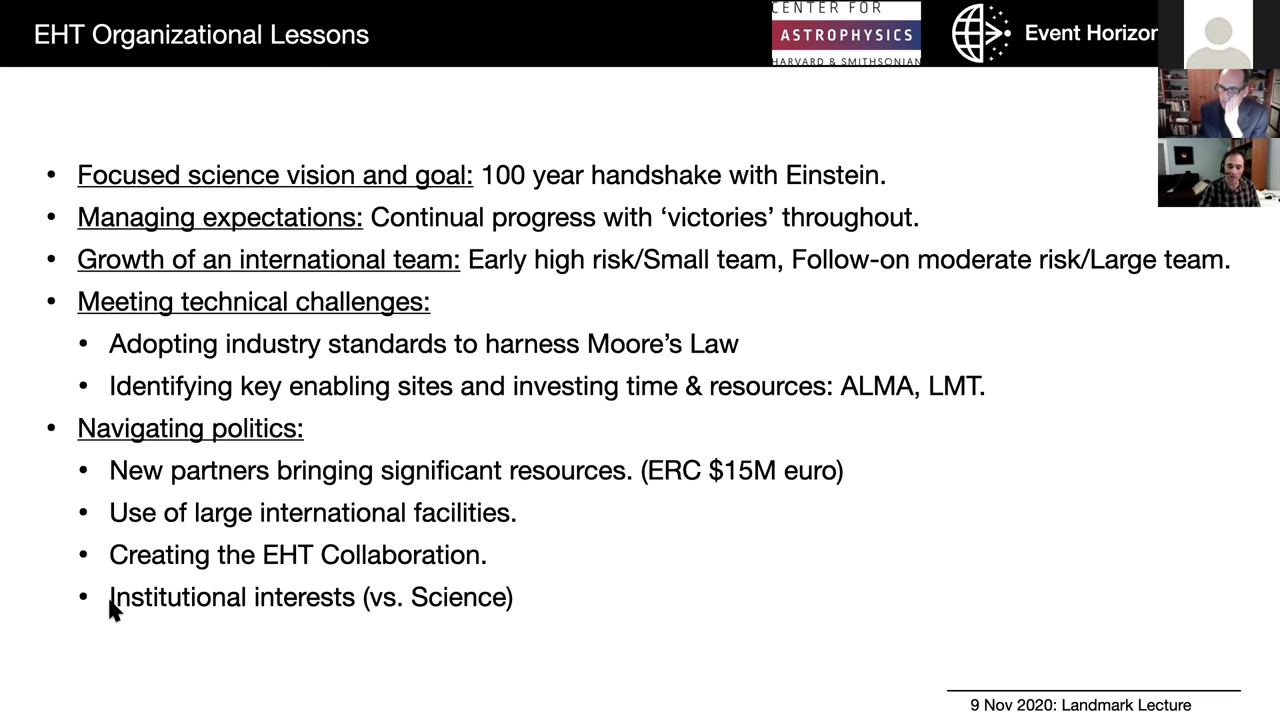 EHT Organizational Lessons
CENTER FOR
ASTROPHYSICS
HARVARD & SMITHSONIAN
Event Horizon
• Focused science vision and goal: 100 year handshake with Einstein.
• Managing expectations: Continual progress with ‘victories’ throughout.
• Growth of an international team: Early high risk/Small team, Follow-on moderate risk/Large team.
• Meeting technical challenges:
• Adopting industry standards to harness Moore’s Law
• Identifying key enabling sites and investing time & resources: ALMA, LMT.
• Navigating politics:
• New partners bringing significant resources. (ERC $15M euro)
• Use of large international facilities.
• Creating the EHT Collaboration.
• Institutional interests (vs. Science)
9 Nov 2020: Landmark Lecture